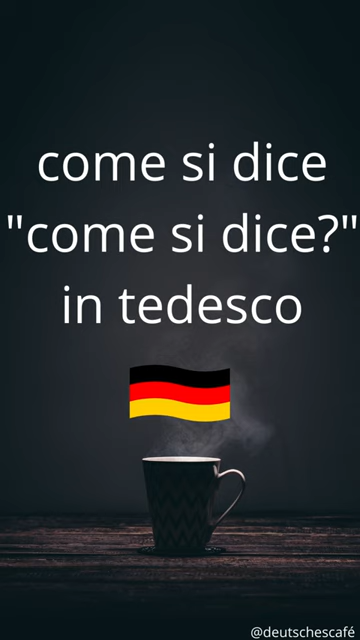 come si dice
"come si dice?"
in tedesco
@deutschescafé